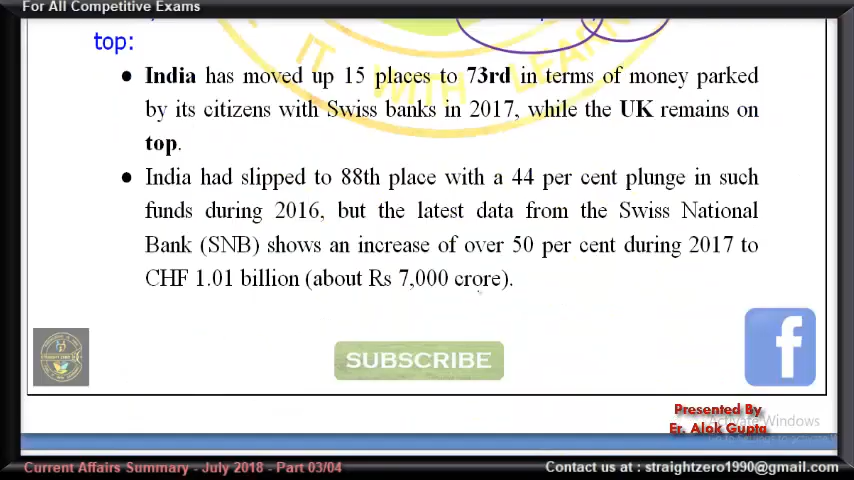 For All Competitive Exams
top:
● India has moved up 15 places to 73rd in terms of money parked
by its citizens with Swiss banks in 2017, while the UK remains on
top.
● India had slipped to 88th place with a 44 per cent plunge in such
funds during 2016, but the latest data from the Swiss National
Bank (SNB) shows an increase of over 50 per cent during 2017 to
CHF 1.01 billion (about Rs 7,000 crore).
IT WITH LEARN
SUBSCRIBE
f
Presented By
Er. Alok Gupta
Activate Windows
Current Affairs Summary - July 2018 - Part 03/04
Contact us at : straightzero1990@gmail.com